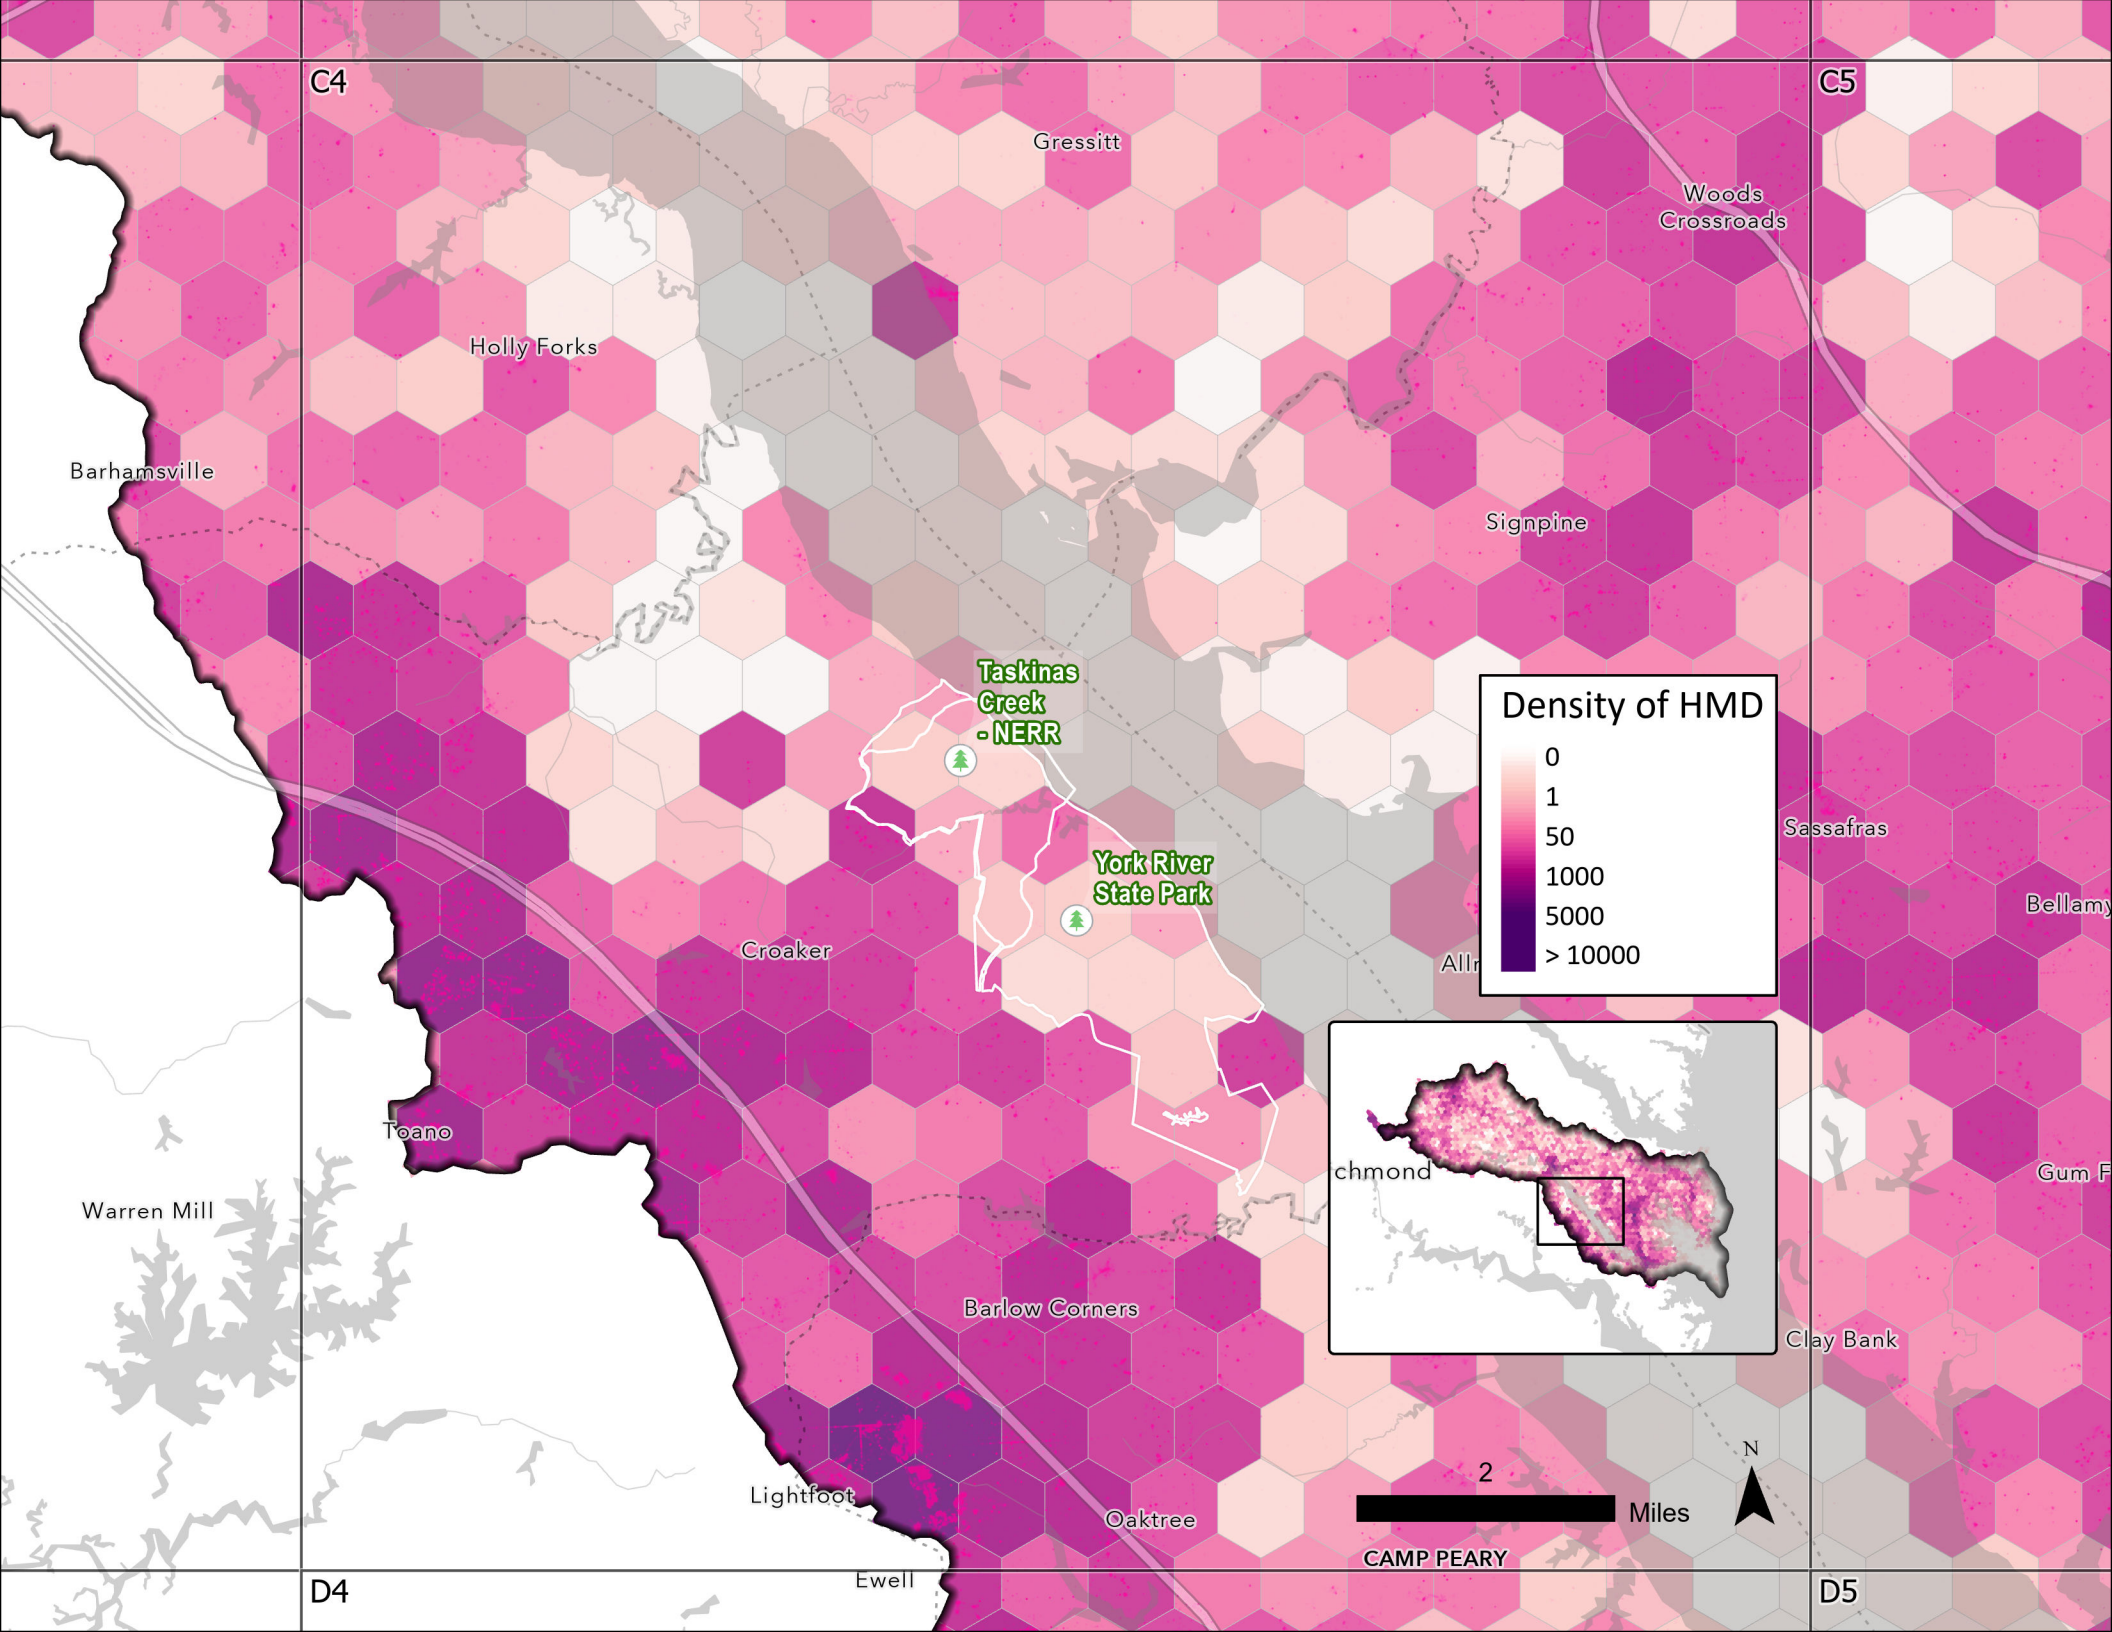 C4
C5
Gressitt
Woods
Crossroads
Holly Forks
Barhamsville
Signpine
Taskinas
Creek
- NERR
Density of HMD
0
1
50
1000
5000
> 10000
Sassafras
York River
State Park
Bellamy
Croaker
Allr
Toano
chmond
Gum F
Warren Mill
Barlow Corners
Clay Bank
N
2
Miles
Lightfoot
Oaktree
CAMP PEARY
Ewell
D4
D5